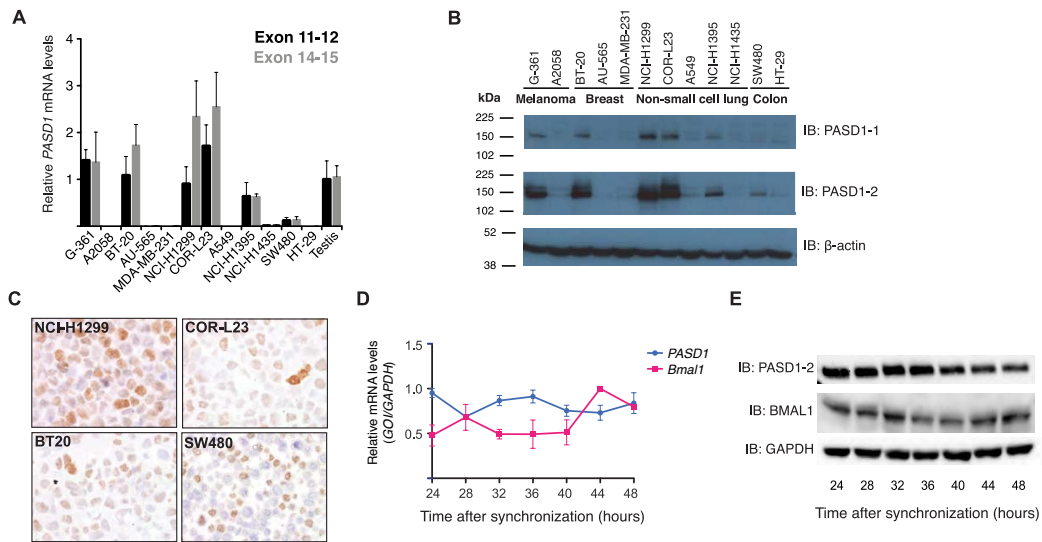 A
Exon 11-12
Exon 14-15
Relative PASD1 mRNA levels
4
3
2
1
G-361
A2058
BT-20
AU-565
MDA-MB-231
NCI-H1299
COR-L23
A549
NCI-H1395
NCI-H1435
SW480
HT-29
Testis
B
G-361
A2058
BT-20
AU-565
MDA-MB-231
NCI-H1299
COR-L23
A549
NCI-H1395
NCI-H1435
SW480
HT-29
kDa
Melanoma
Breast
Non-small cell lung
Colon
225
150
102
IB: PASD1-1
225
150
102
IB: PASD1-2
52
38
IB: β-actin
C
NCI-H1299
COR-L23
BT20
SW480
D
PASD1
Bmal1
Relative mRNA levels
(GOI/GAPDH)
1.5
1.0
0.5
24 28 32 36 40 44 48
Time after synchronization (hours)
E
IB: PASD1-2
IB: BMAL1
IB: GAPDH
24 28 32 36 40 44 48
Time after synchronization (hours)